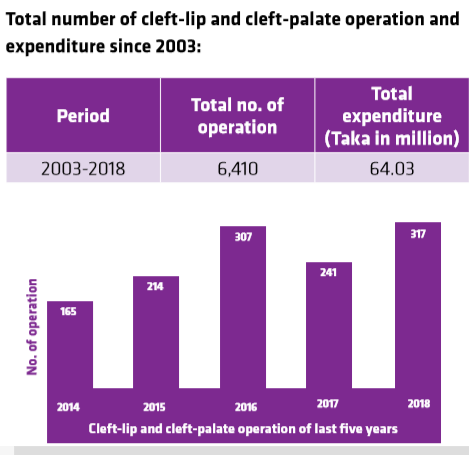 Total number of cleft-lip and cleft-palate operation and
expenditure since 2003:
Period
Total no. of
operation
Total
expenditure
(Taka in million)
2003-2018
6,410
64.03
No. of operation
165
214
307
241
317
2014
2015
2016
2017
2018
Cleft-lip and cleft-palate operation of last five years